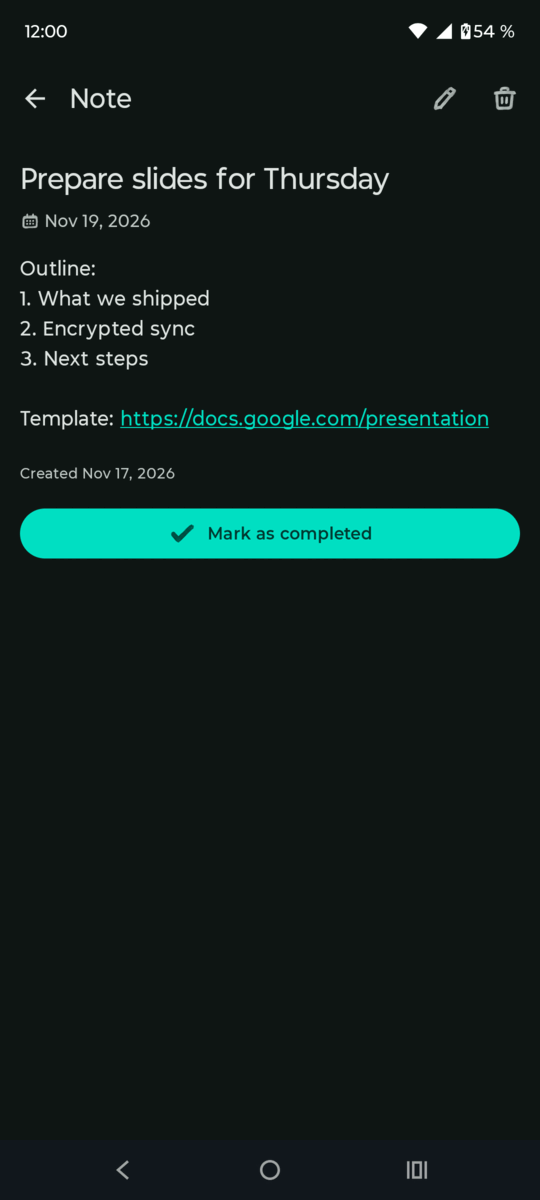 12:00
54 %
Note
Prepare slides for Thursday
Nov 19, 2026
Outline:
1. What we shipped
2. Encrypted sync
3. Next steps
Template: https://docs.google.com/presentation
Created Nov 17, 2026
Mark as completed